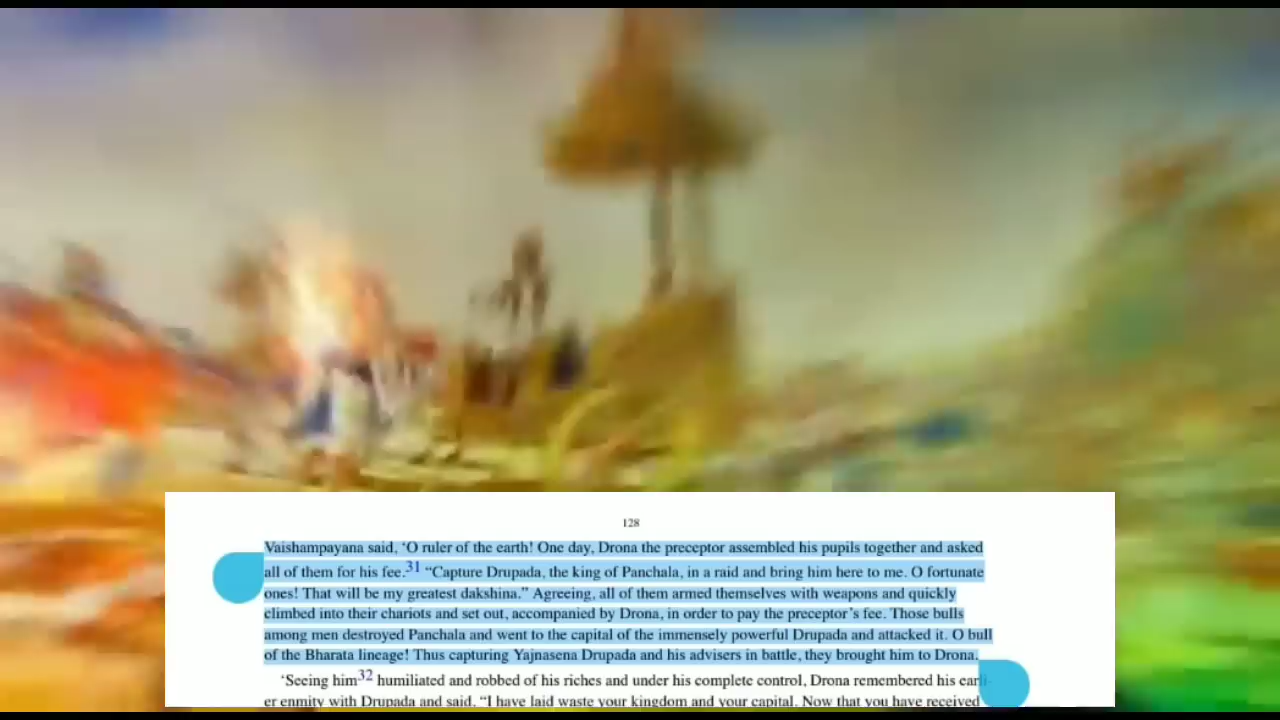 128
Vaishampayana said, ‘O ruler of the earth! One day, Drona the preceptor assembled his pupils together and asked
all of them for his fee.31 “Capture Drupada, the king of Panchala, in a raid and bring him here to me. O fortunate
ones! That will be my greatest dakshina.” Agreeing, all of them armed themselves with weapons and quickly
climbed into their chariots and set out, accompanied by Drona, in order to pay the preceptor’s fee. Those bulls
among men destroyed Panchala and went to the capital of the immensely powerful Drupada and attacked it. O bull
of the Bharata lineage! Thus capturing Yajnasena Drupada and his advisers in battle, they brought him to Drona.
‘Seeing him32 humiliated and robbed of his riches and under his complete control, Drona remembered his earli-
er enmity with Drupada and said, “I have laid waste your kingdom and your capital. Now that you have received